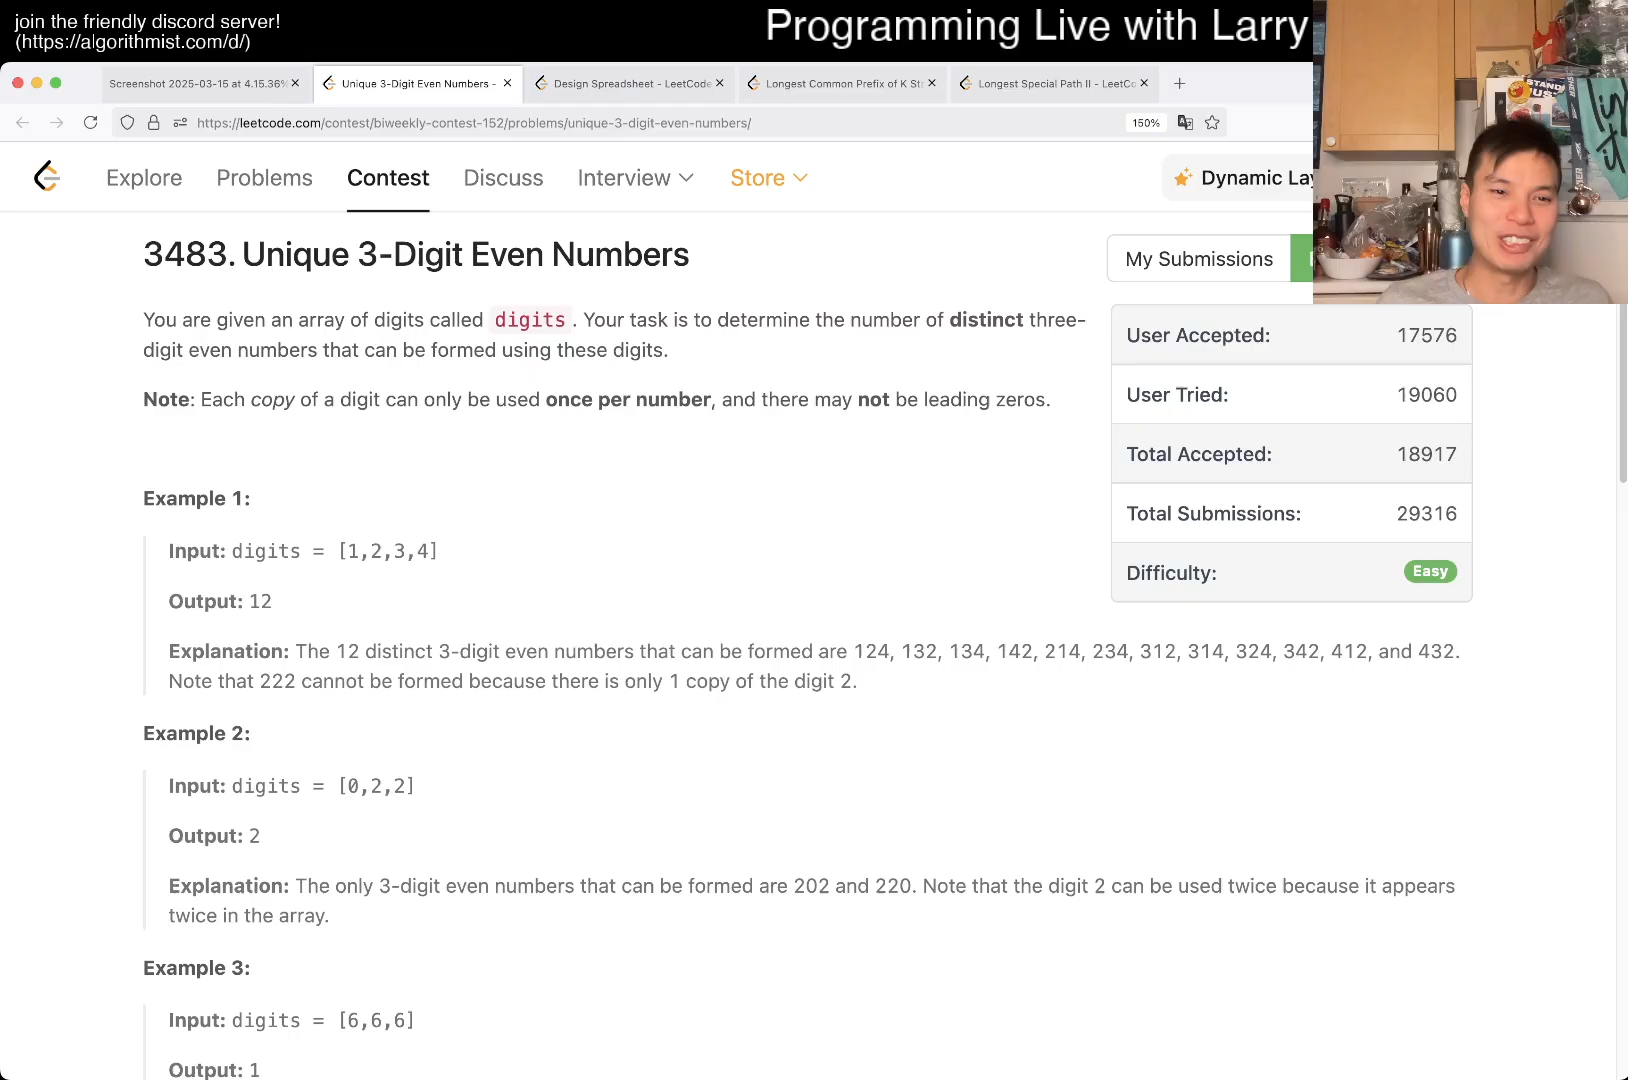 join the friendly discord server!
(https://algorithmist.com/d/)
Programming Live with Larry
Screenshot 2025-03-15 at 4.15.36%
Unique 3-Digit Even Numbers -
Design Spreadsheet - LeetCode
Longest Common Prefix of K St
Longest Special Path II - LeetCo
https://leetcode.com/contest/biweekly-contest-152/problems/unique-3-digit-even-numbers/
150%
Explore
Problems
Contest
Discuss
Interview
Store
Dynamic Lay
3483. Unique 3-Digit Even Numbers
My Submissions
You are given an array of digits called digits. Your task is to determine the number of distinct three-
digit even numbers that can be formed using these digits.
Note: Each copy of a digit can only be used once per number, and there may not be leading zeros.
User Accepted: 17576
User Tried: 19060
Total Accepted: 18917
Total Submissions: 29316
Difficulty: Easy
Example 1:
Input: digits = [1,2,3,4]
Output: 12
Explanation: The 12 distinct 3-digit even numbers that can be formed are 124, 132, 134, 142, 214, 234, 312, 314, 324, 342, 412, and 432.
Note that 222 cannot be formed because there is only 1 copy of the digit 2.
Example 2:
Input: digits = [0,2,2]
Output: 2
Explanation: The only 3-digit even numbers that can be formed are 202 and 220. Note that the digit 2 can be used twice because it appears
twice in the array.
Example 3:
Input: digits = [6,6,6]
Output: 1